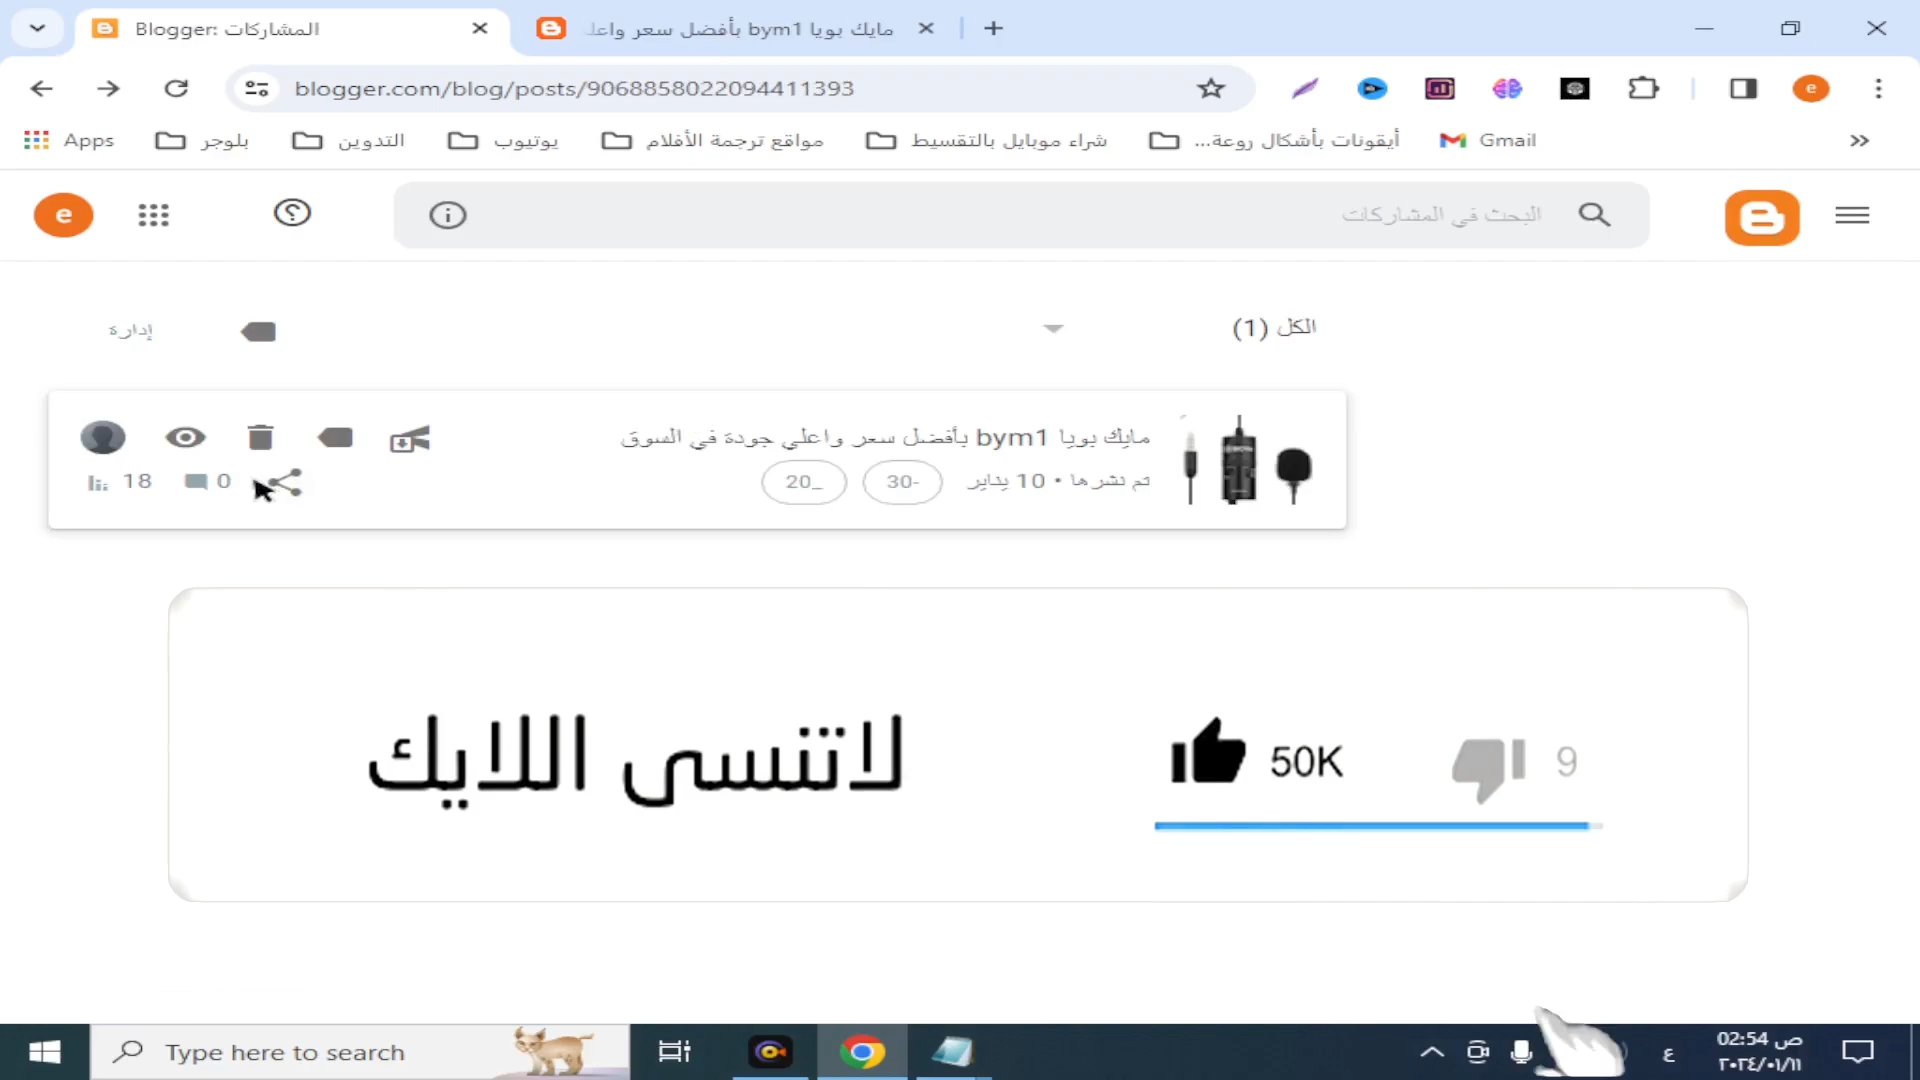 Blogger: المشاركات
مايك بويا bym1 بأفضل سعر واعلـ
blogger.com/blog/posts/9068858022094411393
Apps
بلوجر
التدوين
يوتيوب
مواقع ترجمة الأفلام
شراء موبايل بالتقسيط
أيقونات بأشكال روعة...
Gmail
e
e
البحث في المشاركات
إدارة
الكل (1)
مايك بويا bym1 بأفضل سعر واعلي جودة في السوق
تم نشرها • 10 يناير
-30
_20
18
0
لاتنسى اللايك
50K
9
Type here to search
ع
02:54 ص
٢٠٢٤/٠١/١١